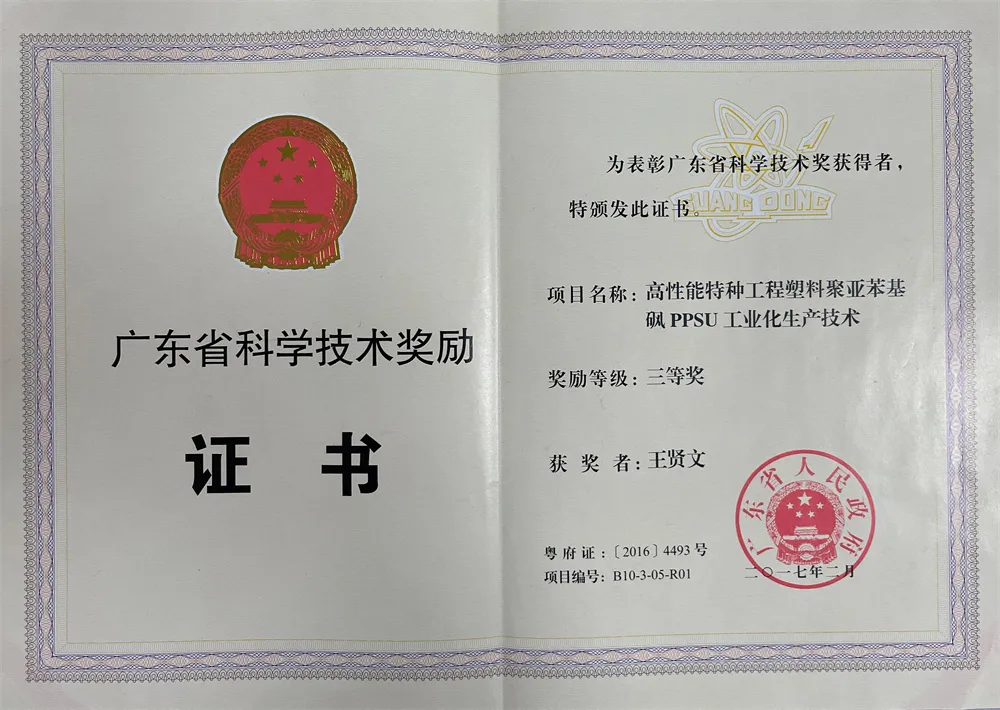 广东省科学技术奖励
证 书
GUANG DONG
为表彰广东省科学技术奖获得者，
特颁发此证书。
项目名称：高性能特种工程塑料聚亚苯基
砜 PPSU 工业化生产技术
奖励等级：三等奖
获 奖 者：王贤文
粤 府 证：〔2016〕4493 号
项目编号：B10-3-05-R01
广东省人民政府
二〇一七年二月